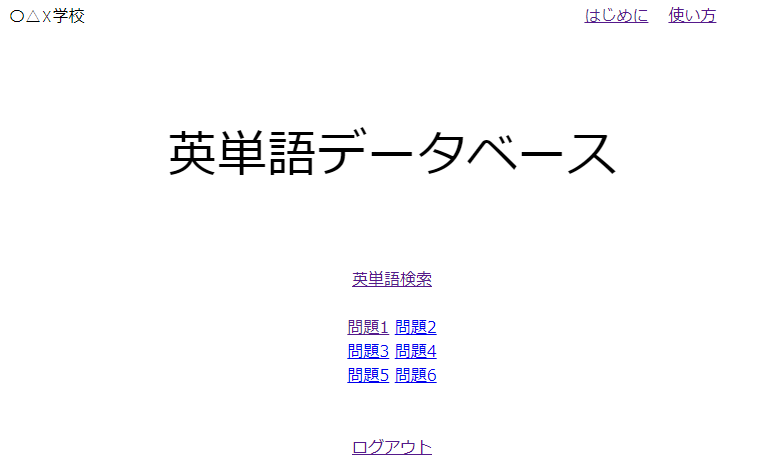 〇△☓学校 はじめに 使い方
英単語データベース
英単語検索
問題1 問題2
問題3 問題4
問題5 問題6
ログアウト